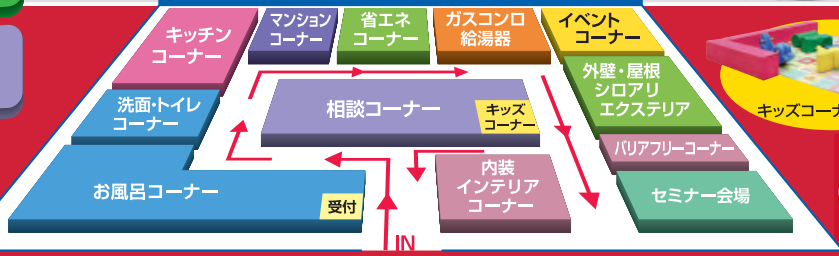 キッチン
コーナー
マンション
コーナー
省エネ
コーナー
ガスコンロ
給湯器
イベント
コーナー
洗面・トイレ
コーナー
相談コーナー
キッズ
コーナー
外壁・屋根
シロアリ
エクステリア
キッズコーナ
バリアフリーコーナー
お風呂コーナー
受付
内装
インテリア
コーナー
セミナー会場
IN